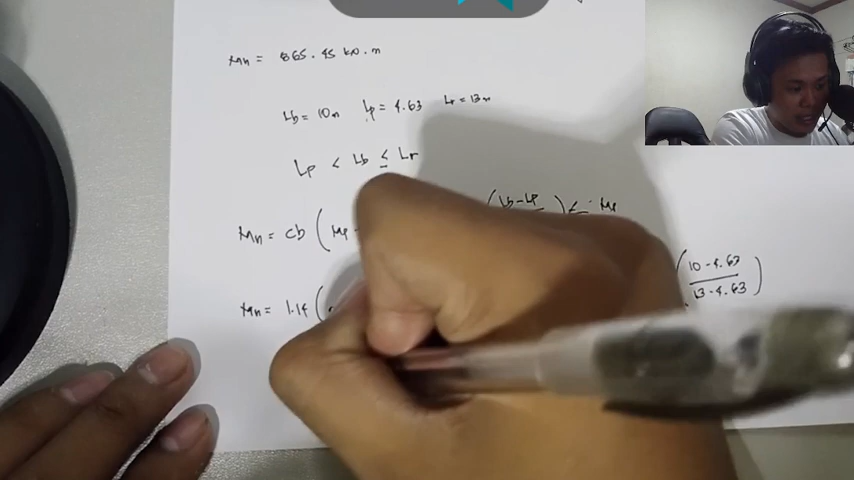 Mn = 865.45 kN.m
Lb = 10m Lp = 4.63 Lr = 13m
Lp < Lb ≤ Lr
Mn = cb ( Mp - ( Lb - Lp ) ≤ Mp
Mn = 1.14 ( ( 10 - 4.63 / 13 - 4.63 )